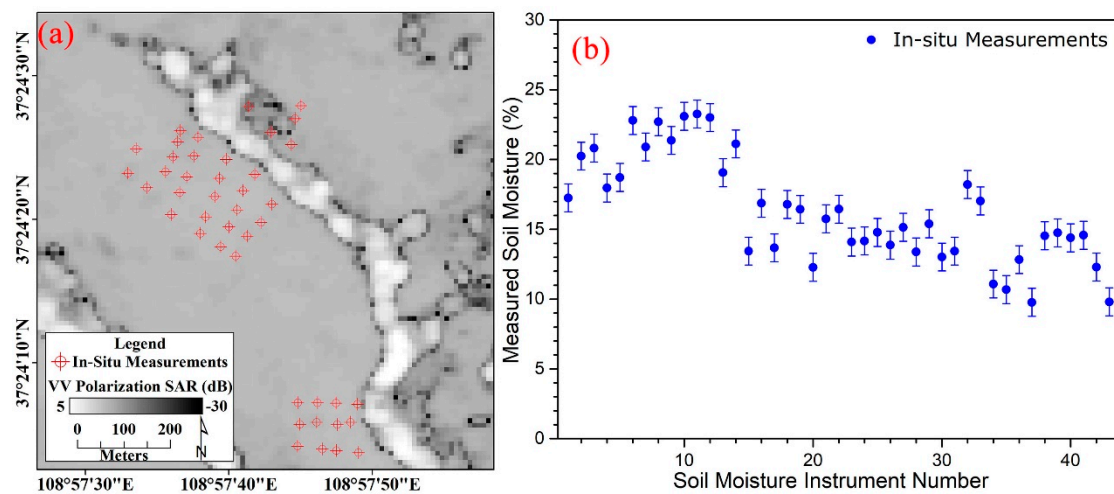 (a)
37°24'30"N
37°24'20"N
37°24'10"N
Legend
In-Situ Measurements
VV Polarization SAR (dB)
5 -30
0 100 200
Meters
N
108°57'30"E 108°57'40"E 108°57'50"E
(b)
In-situ Measurements
Measured Soil Moisture (%)
30
25
20
15
10
5
0
10 20 30 40
Soil Moisture Instrument Number